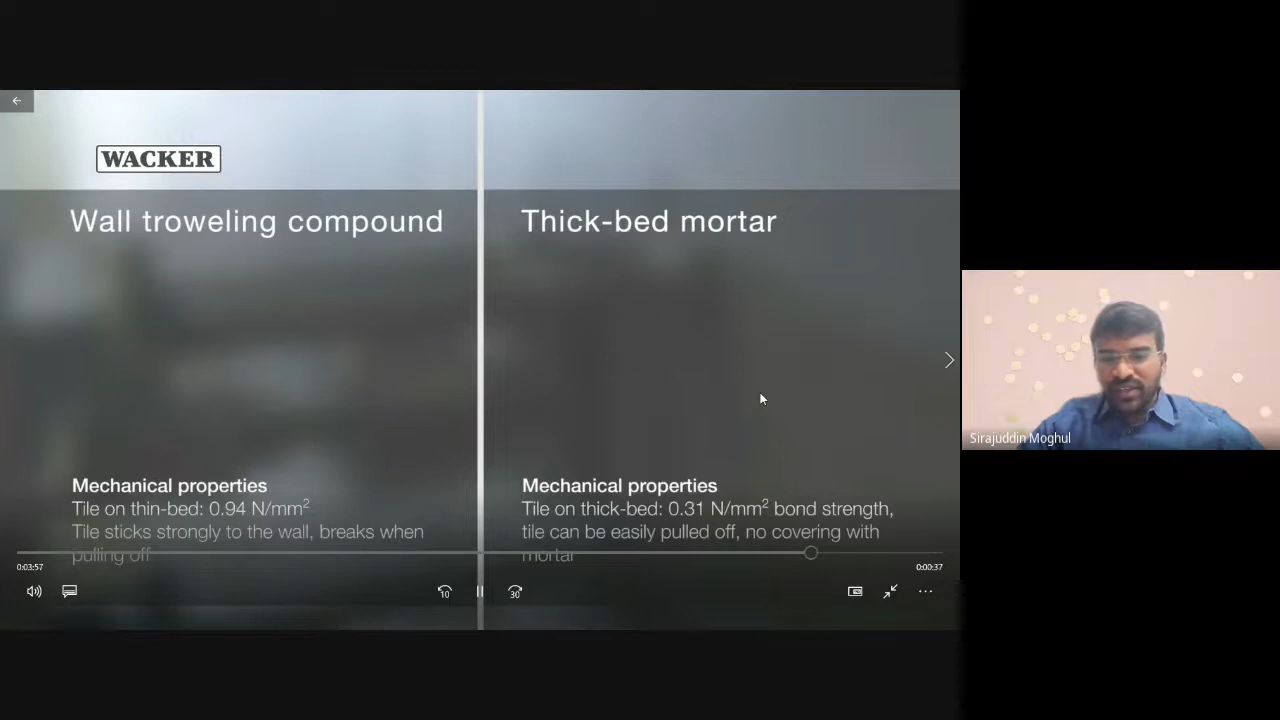 WACKER
Wall troweling compound
Thick-bed mortar
Mechanical properties
Tile on thin-bed: 0.94 N/mm²
Tile sticks strongly to the wall, breaks when
pulling off
Mechanical properties
Tile on thick-bed: 0.31 N/mm² bond strength,
tile can be easily pulled off, no covering with
mortar
0:03:57
0:00:37
10
30
Sirajuddin Moghul